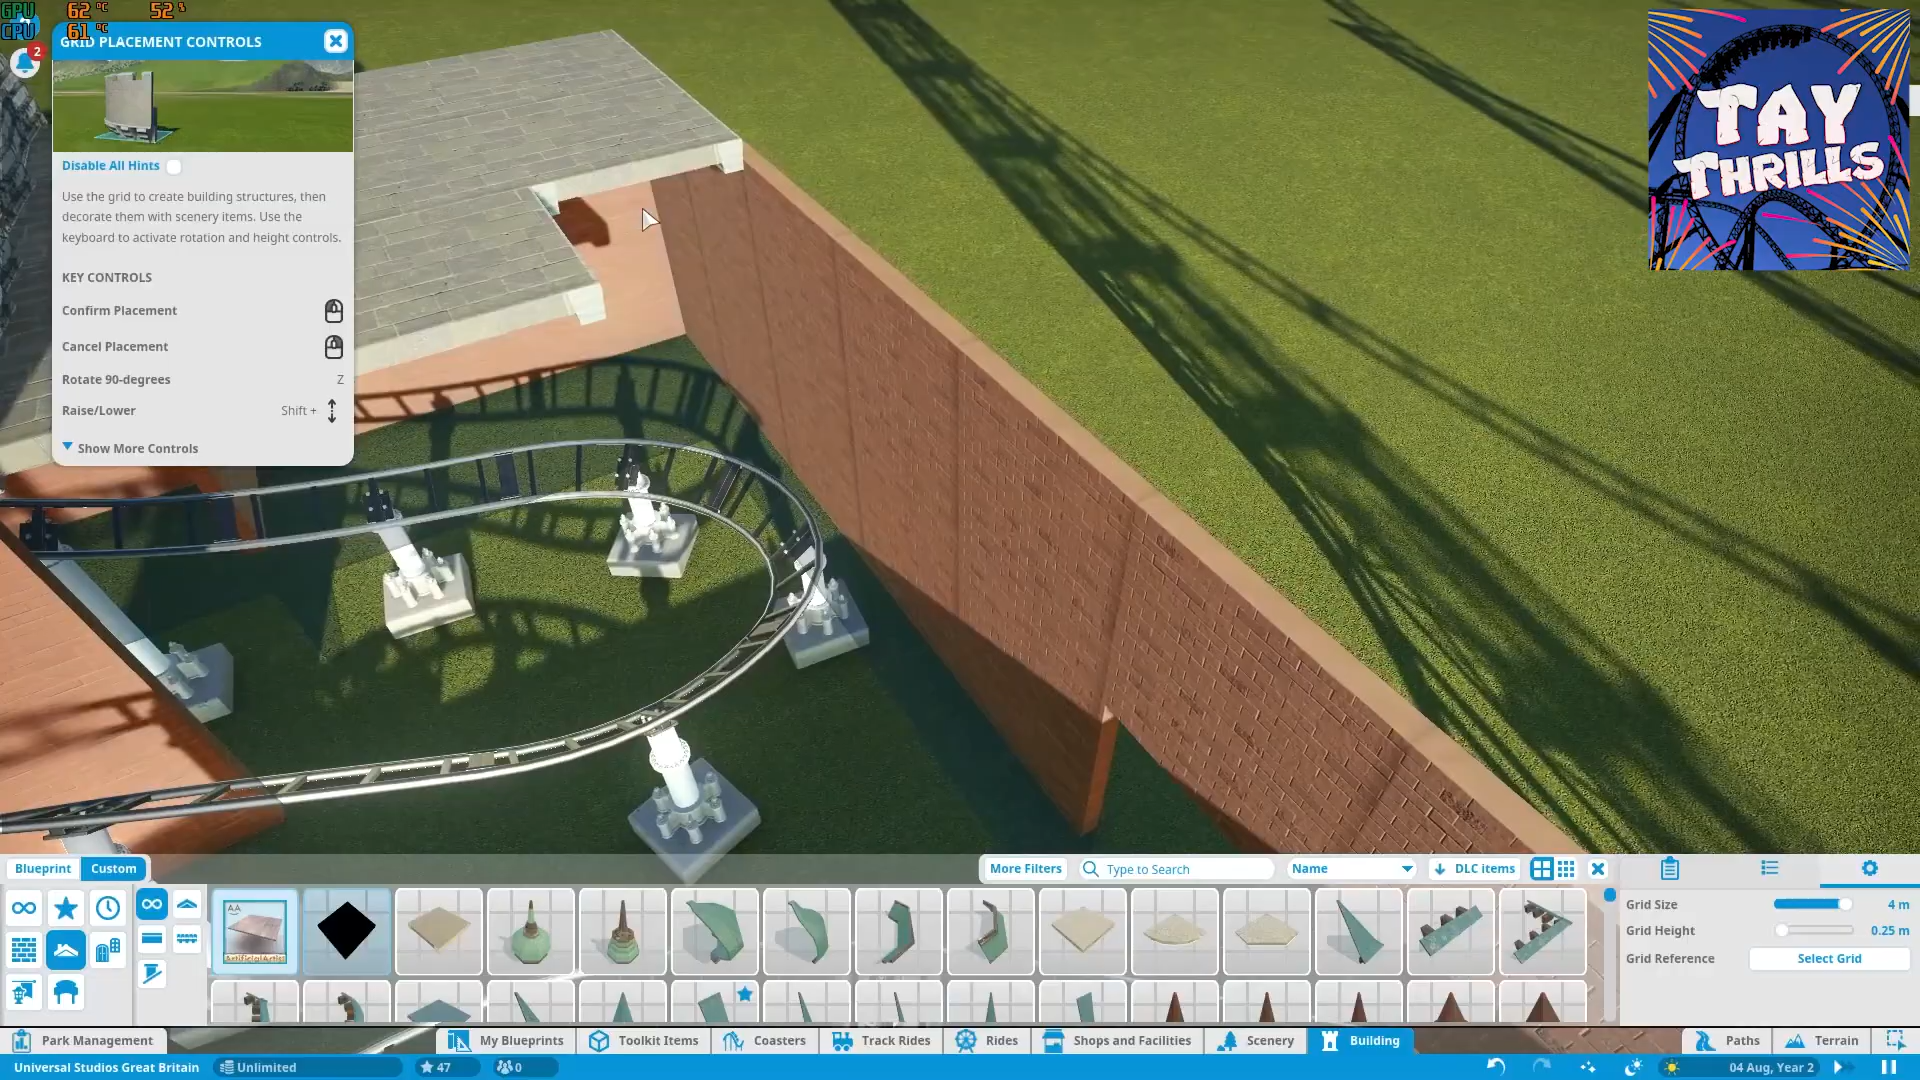 GPU 62 °C 52 %
CPU 61 °C
2
GRID PLACEMENT CONTROLS
Disable All Hints
Use the grid to create building structures, then
decorate them with scenery items. Use the
keyboard to activate rotation and height controls.
KEY CONTROLS
Confirm Placement
Cancel Placement
Rotate 90-degrees Z
Raise/Lower Shift +
Show More Controls
TAY
THRILLS
Blueprint Custom
More Filters Type to Search Name DLC items
AA
ArtificialArtist
Grid Size 4 m
Grid Height 0.25 m
Grid Reference Select Grid
Park Management My Blueprints Toolkit Items Coasters Track Rides Rides Shops and Facilities Scenery Building Paths Terrain
Universal Studios Great Britain Unlimited 47 0 04 Aug, Year 2